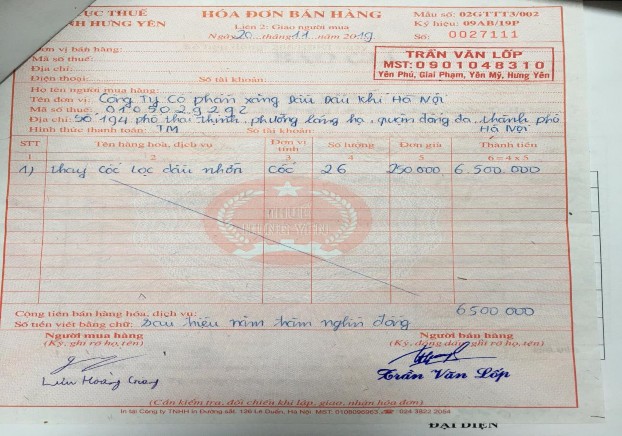 CỤC THUẾ
TỈNH HƯNG YÊN
HÓA ĐƠN BÁN HÀNG
Liên 2: Giao người mua
Ngày 20 tháng 11 năm 2019
Mẫu số: 02GTTT3/002
Ký hiệu: 09AB/19P
Số: 0027111
Đơn vị bán hàng:
Mã số thuế:
Địa chỉ:
Điện thoại: Số tài khoản:
TRẦN VĂN LỚP
MST: 0901048310
Yên Phú, Giai Phạm, Yên Mỹ, Hưng Yên
Họ tên người mua hàng:
Tên đơn vị: Công Ty Cổ phần xăng dầu Dầu Khí Hà Nội
Mã số thuế: 0105029292
Địa chỉ: Số 194 phố thái thịnh, phường láng hạ, quận đống đa, thành phố Hà Nội
Hình thức thanh toán: TM Số tài khoản:
STT Tên hàng hóa, dịch vụ Đơn vị tính Số lượng Đơn giá Thành tiền
1 2 3 4 5 6=4x5
1) thay cốc lọc dầu nhờn cốc 26 250.000 6.500.000
Cộng tiền bán hàng hóa, dịch vụ: 6500 000
Số tiền viết bằng chữ: Sáu triệu năm trăm nghìn đồng
Người mua hàng
(Ký, ghi rõ họ, tên)
Người bán hàng
(Ký, đóng dấu ghi rõ họ, tên)
Lưu Hoàng Giang
Trần Văn Lớp
(Cần kiểm tra, đối chiếu khi lập, giao, nhận hóa đơn)
ĐẠI DIỆN